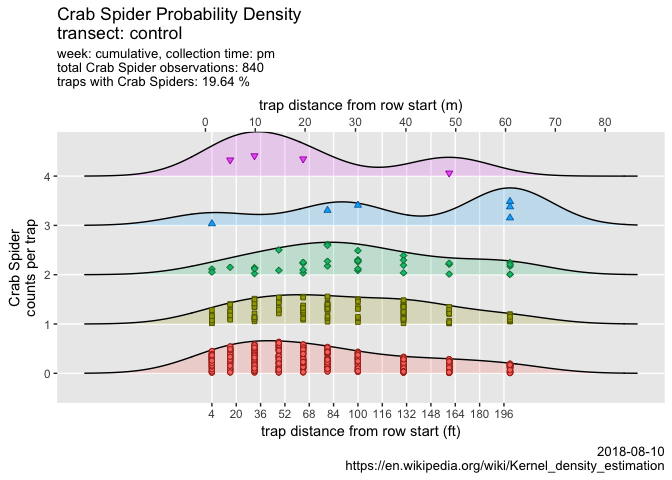 Crab Spider Probability Density
transect: control
week: cumulative, collection time: pm
total Crab Spider observations: 840
traps with Crab Spiders: 19.64 %
trap distance from row start (m)
0 10 20 30 40 50 60 70 80
4
3
2
1
0
Crab Spider
counts per trap
4 20 36 52 68 84 100 116 132 148 164 180 196
trap distance from row start (ft)
2018-08-10
https://en.wikipedia.org/wiki/Kernel_density_estimation